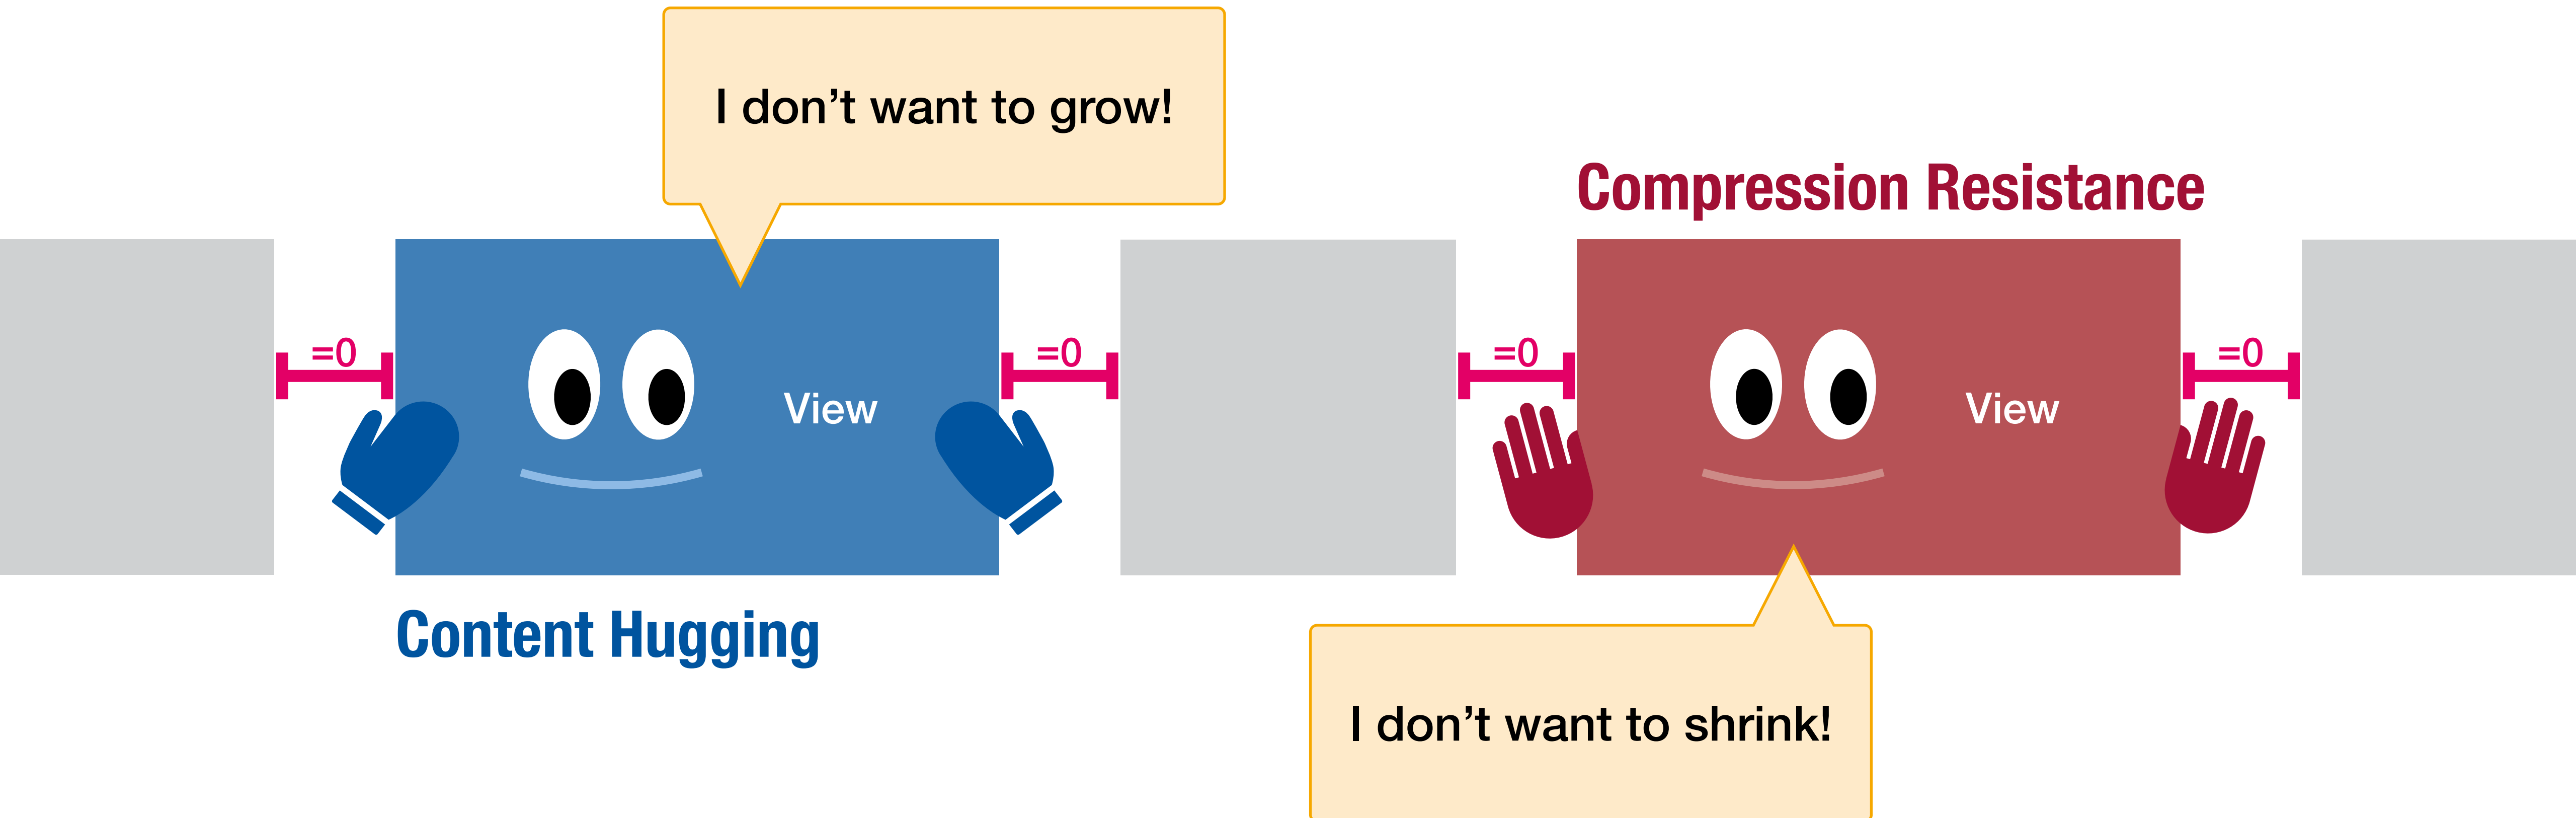 I don’t want to grow!
Compression Resistance
=0
View
=0
=0
View
=0
Content Hugging
I don’t want to shrink!